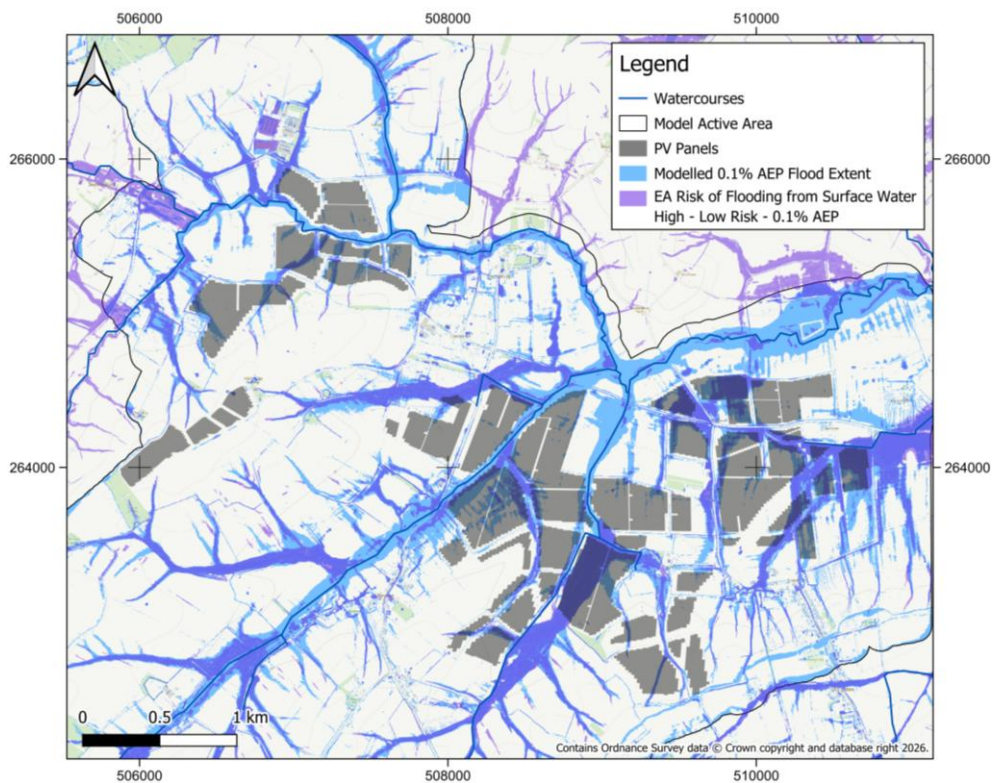 506000 508000 510000
Legend
Watercourses
Model Active Area
PV Panels
Modelled 0.1% AEP Flood Extent
EA Risk of Flooding from Surface Water
High - Low Risk - 0.1% AEP
266000 266000
264000 264000
0 0.5 1 km
Contains Ordnance Survey data © Crown copyright and database right 2026.
506000 508000 510000